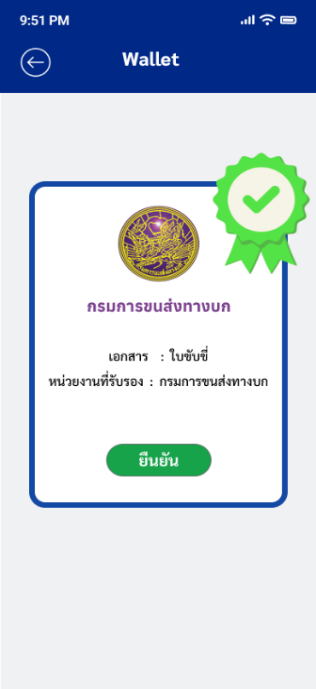 9:51 PM
Wallet
กรมการขนส่งทางบก
เอกสาร : ใบขับขี่
หน่วยงานที่รับรอง : กรมการขนส่งทางบก
ยืนยัน